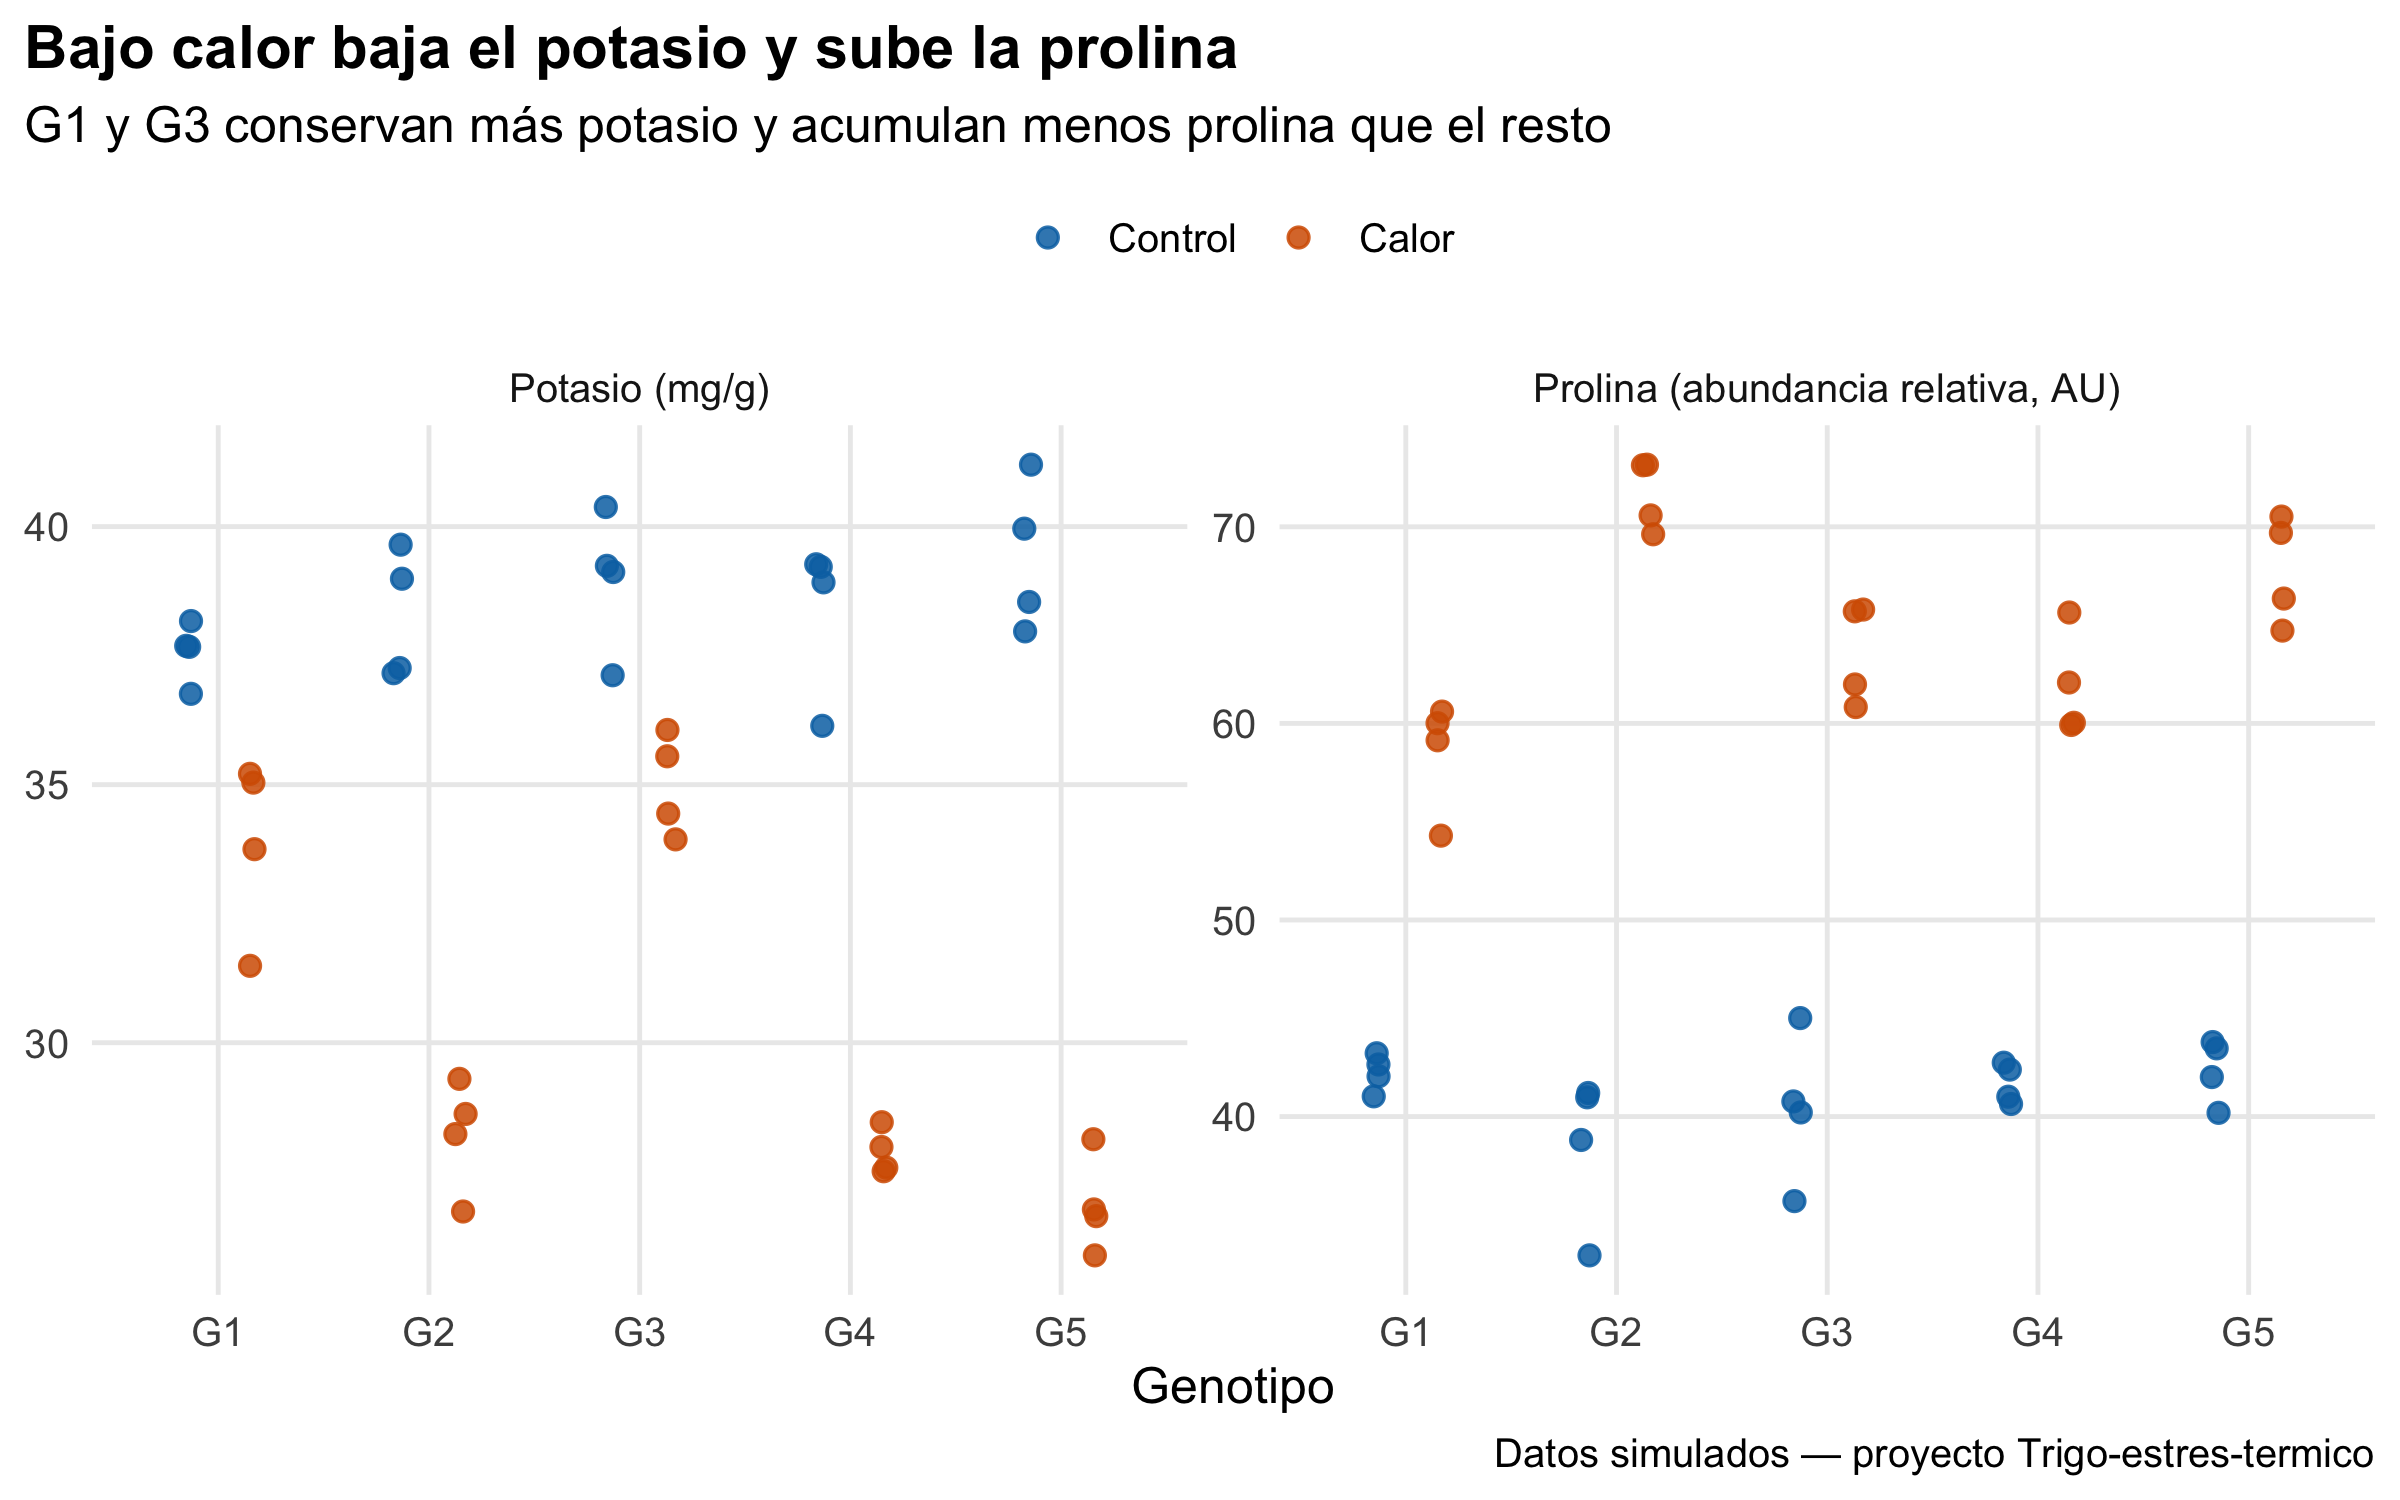 Bajo calor baja el potasio y sube la prolina
G1 y G3 conservan más potasio y acumulan menos prolina que el resto
Control Calor
Potasio (mg/g)
40
35
30
G1 G2 G3 G4 G5
Prolina (abundancia relativa, AU)
70
60
50
40
G1 G2 G3 G4 G5
Genotipo
Datos simulados — proyecto Trigo-estres-termico